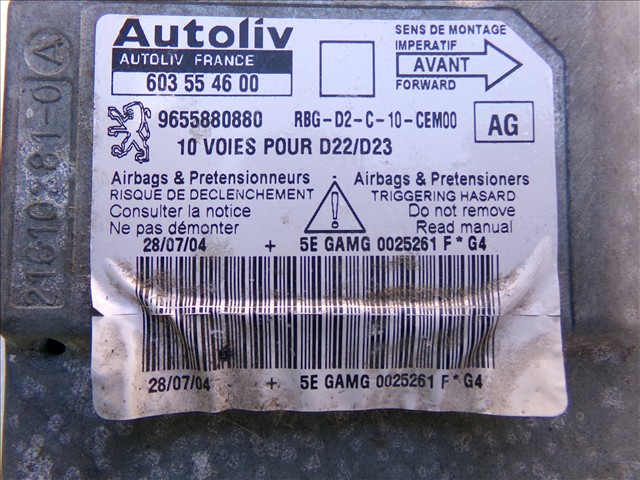 Autoliv
AUTOLIV FRANCE
603 55 46 00
SENS DE MONTAGE
IMPERATIF
AVANT
FORWARD
9655880880 RBG-D2-C-10-CEM00
AG
10 VOIES POUR D22/D23
Airbags & Pretensionneurs
RISQUE DE DECLENCHEMENT
Consulter la notice
Ne pas démonter
Airbags & Pretensioners
TRIGGERING HASARD
Do not remove
Read manual
28/07/04 + 5E GAMG 0025261 F*G4
28/07/04 + 5E GAMG 0025261 F*G4
A